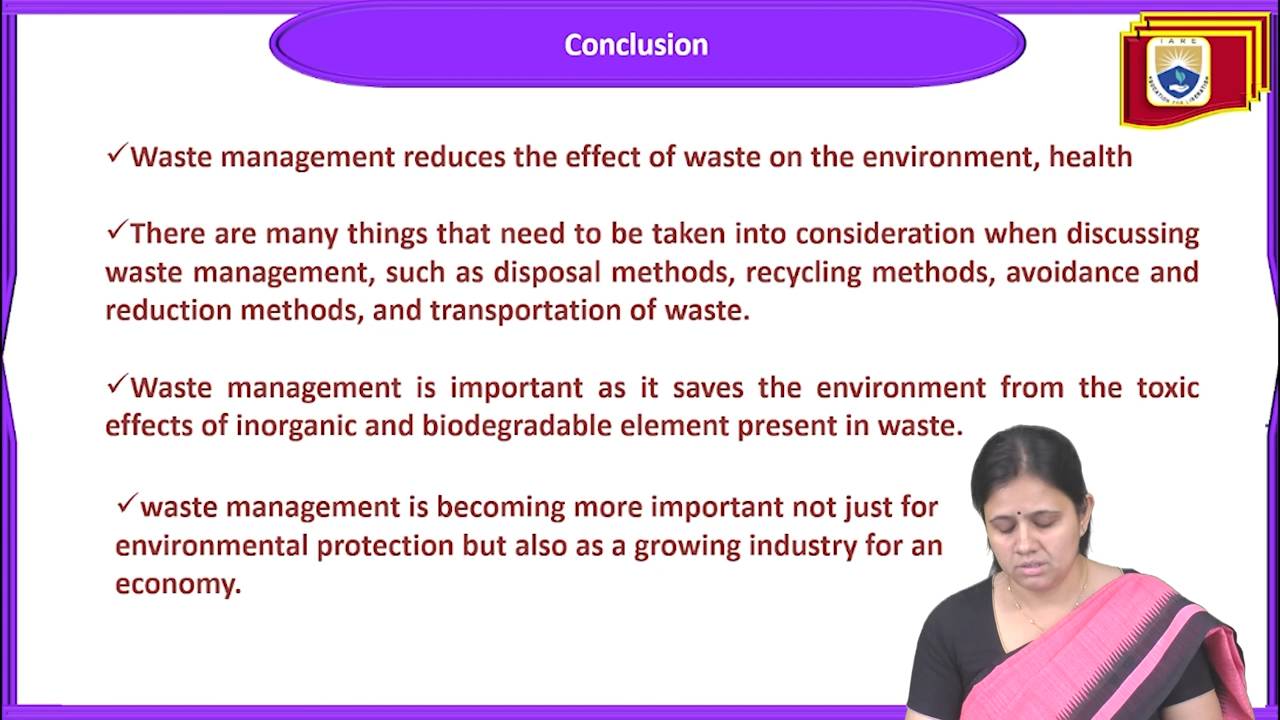 Conclusion
IARE
EDUCATION FOR LIBERATION
✓Waste management reduces the effect of waste on the environment, health
✓There are many things that need to be taken into consideration when discussing
waste management, such as disposal methods, recycling methods, avoidance and
reduction methods, and transportation of waste.
✓Waste management is important as it saves the environment from the toxic
effects of inorganic and biodegradable element present in waste.
✓waste management is becoming more important not just for
environmental protection but also as a growing industry for an
economy.